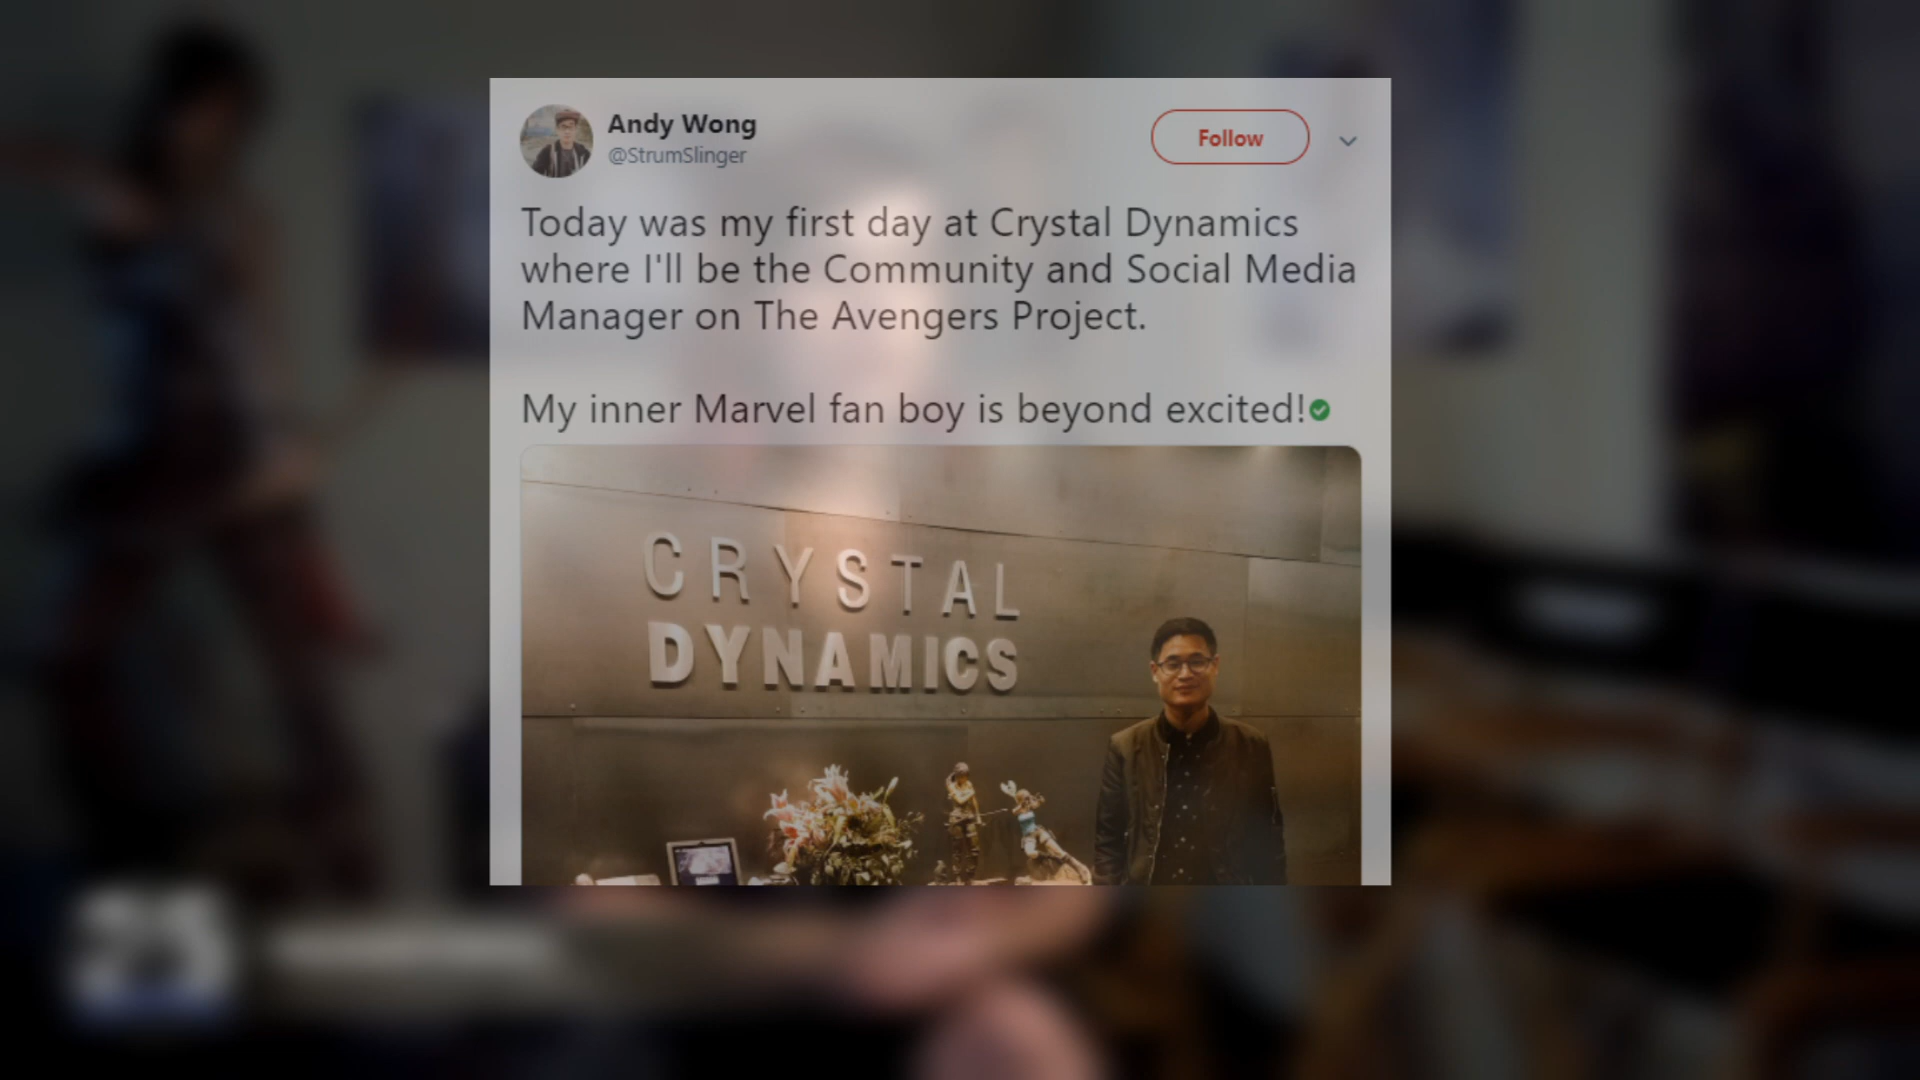 Andy Wong
@StrumSlinger
Follow
Today was my first day at Crystal Dynamics
where I'll be the Community and Social Media
Manager on The Avengers Project.
My inner Marvel fan boy is beyond excited!
CRYSTAL
DYNAMICS